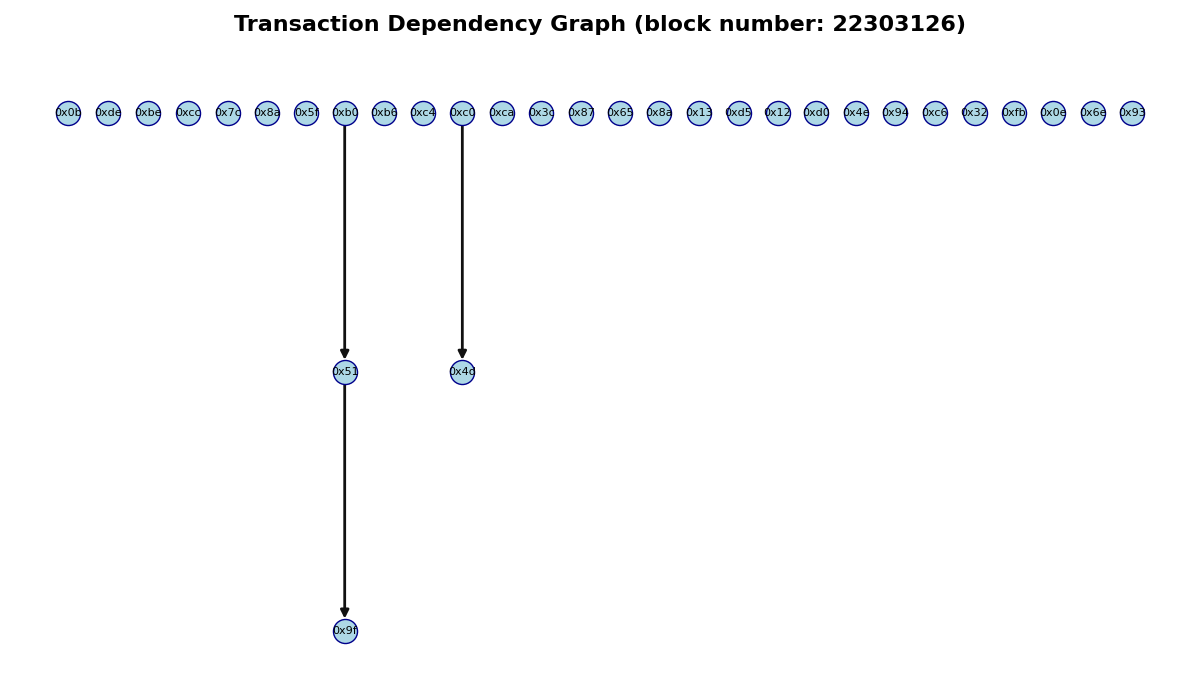 Transaction Dependency Graph (block number: 22303126)
0x0b 0xde 0xbe 0xcc 0x7c 0x8a 0x5f 0xb0 0xb6 0xc4 0xc0 0xca 0x3c 0x87 0x65 0x8a 0x13 0xd5 0x12 0xd0 0x4e 0x94 0xc6 0x32 0xfb 0x0e 0x6e 0x93
0x51 0x4d
0x9f